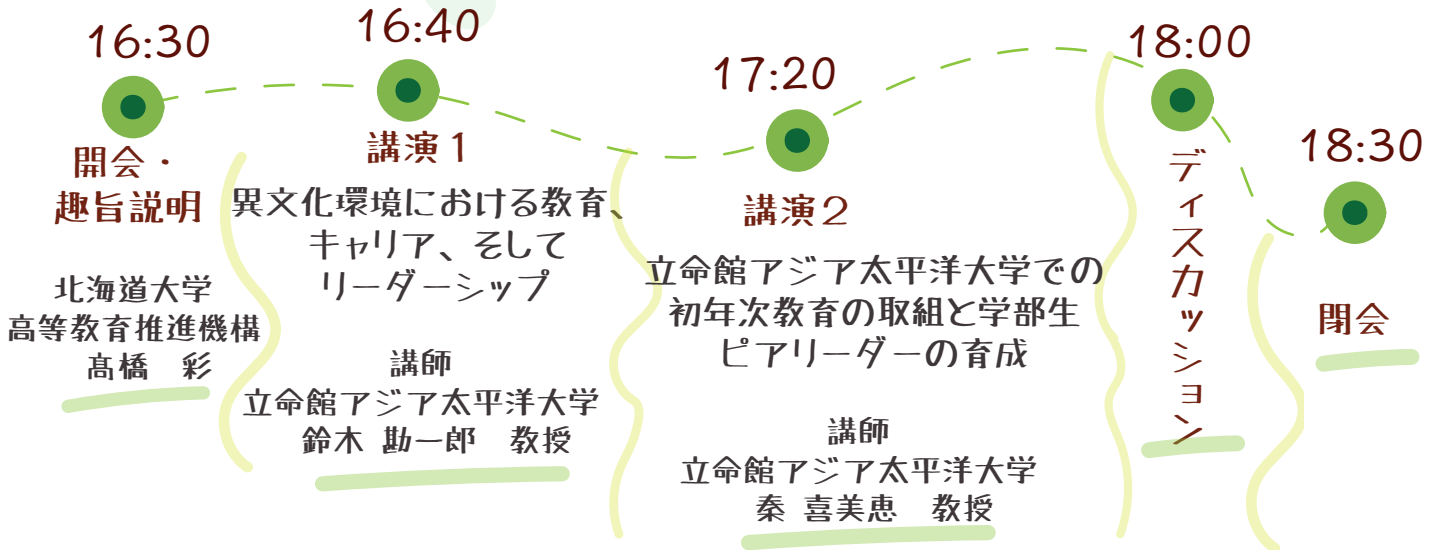 16:30
開会・
趣旨説明
北海道大学
高等教育推進機構
髙橋　彩
16:40
講演1
異文化環境における教育、
キャリア、そして
リーダーシップ
講師
立命館アジア太平洋大学
鈴木 勘一郎　教授
17:20
講演2
立命館アジア太平洋大学での
初年次教育の取組と学部生
ピアリーダーの育成
講師
立命館アジア太平洋大学
秦 喜美恵　教授
18:00
ディスカッション
18:30
閉会